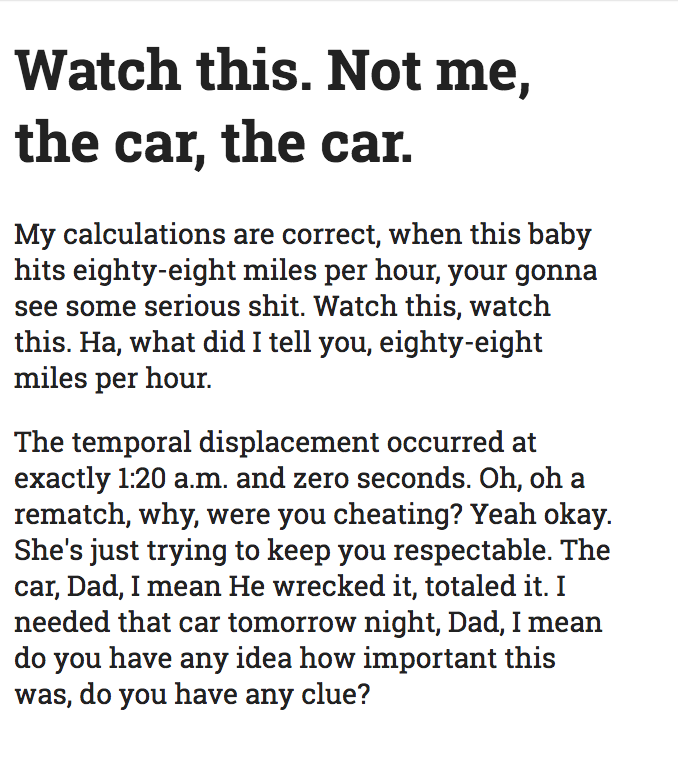 Watch this. Not me,
the car, the car.
My calculations are correct, when this baby
hits eighty-eight miles per hour, your gonna
see some serious shit. Watch this, watch
this. Ha, what did I tell you, eighty-eight
miles per hour.
The temporal displacement occurred at
exactly 1:20 a.m. and zero seconds. Oh, oh a
rematch, why, were you cheating? Yeah okay.
She's just trying to keep you respectable. The
car, Dad, I mean He wrecked it, totaled it. I
needed that car tomorrow night, Dad, I mean
do you have any idea how important this
was, do you have any clue?